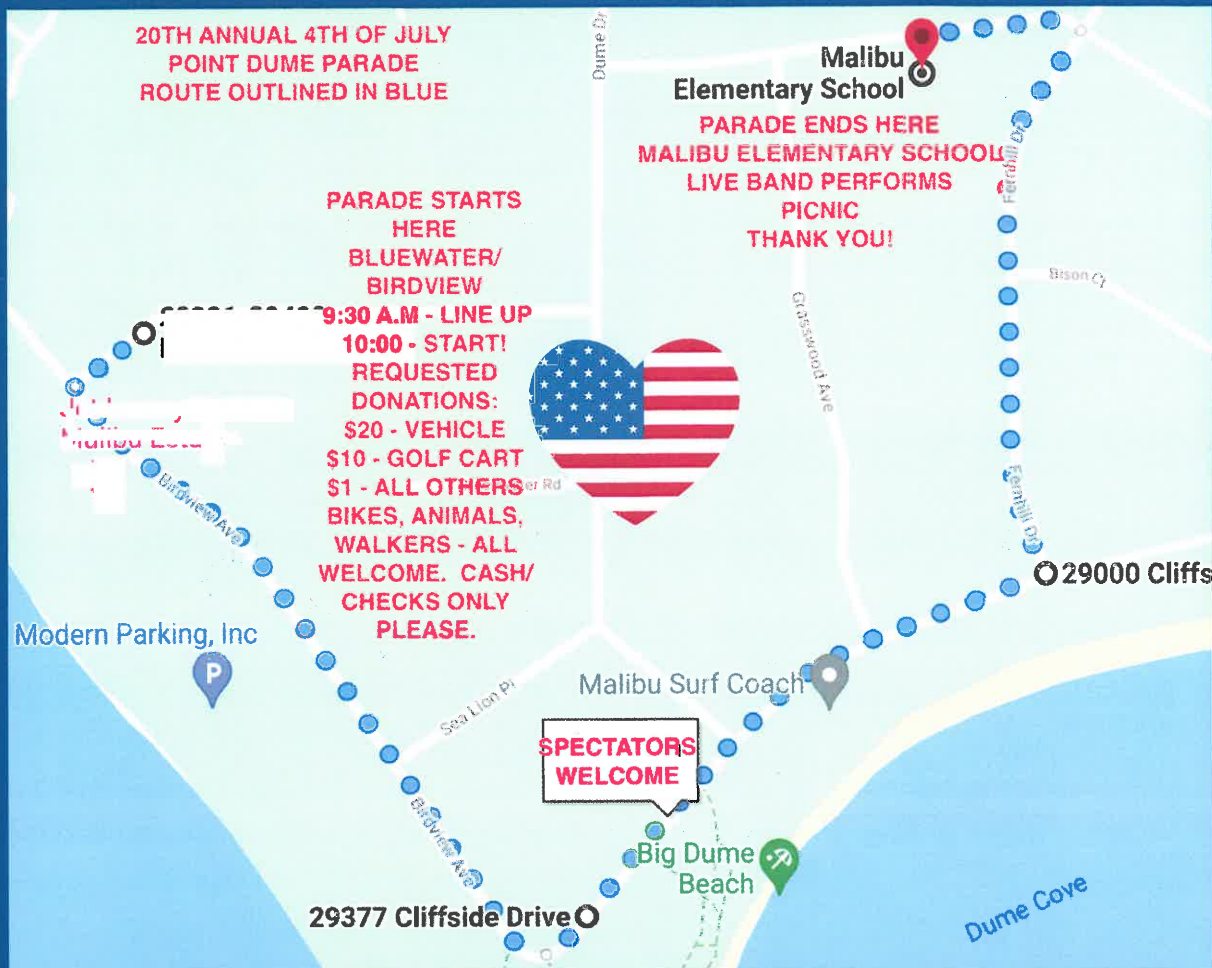 20TH ANNUAL 4TH OF JULY
POINT DUME PARADE
ROUTE OUTLINED IN BLUE
Dume Dr
Malibu
Elementary School
PARADE ENDS HERE
MALIBU ELEMENTARY SCHOOL
LIVE BAND PERFORMS
PICNIC
THANK YOU!
Fernhill Dr
PARADE STARTS
HERE
BLUEWATER/
BIRDVIEW
9:30 A.M - LINE UP
10:00 - START!
REQUESTED
DONATIONS:
$20 - VEHICLE
$10 - GOLF CART
$1 - ALL OTHERS
BIKES, ANIMALS,
WALKERS - ALL
WELCOME. CASH/
CHECKS ONLY
PLEASE.
Bison Ct
Grasswood Ave
er Rd
Birdview Ave
Fernhill Dr
29000 Cliffs
Modern Parking, Inc
P
Sea Lion Pl
Malibu Surf Coach
SPECTATORS
WELCOME
Birdview Ave
Big Dume
Beach
29377 Cliffside Drive
Dume Cove